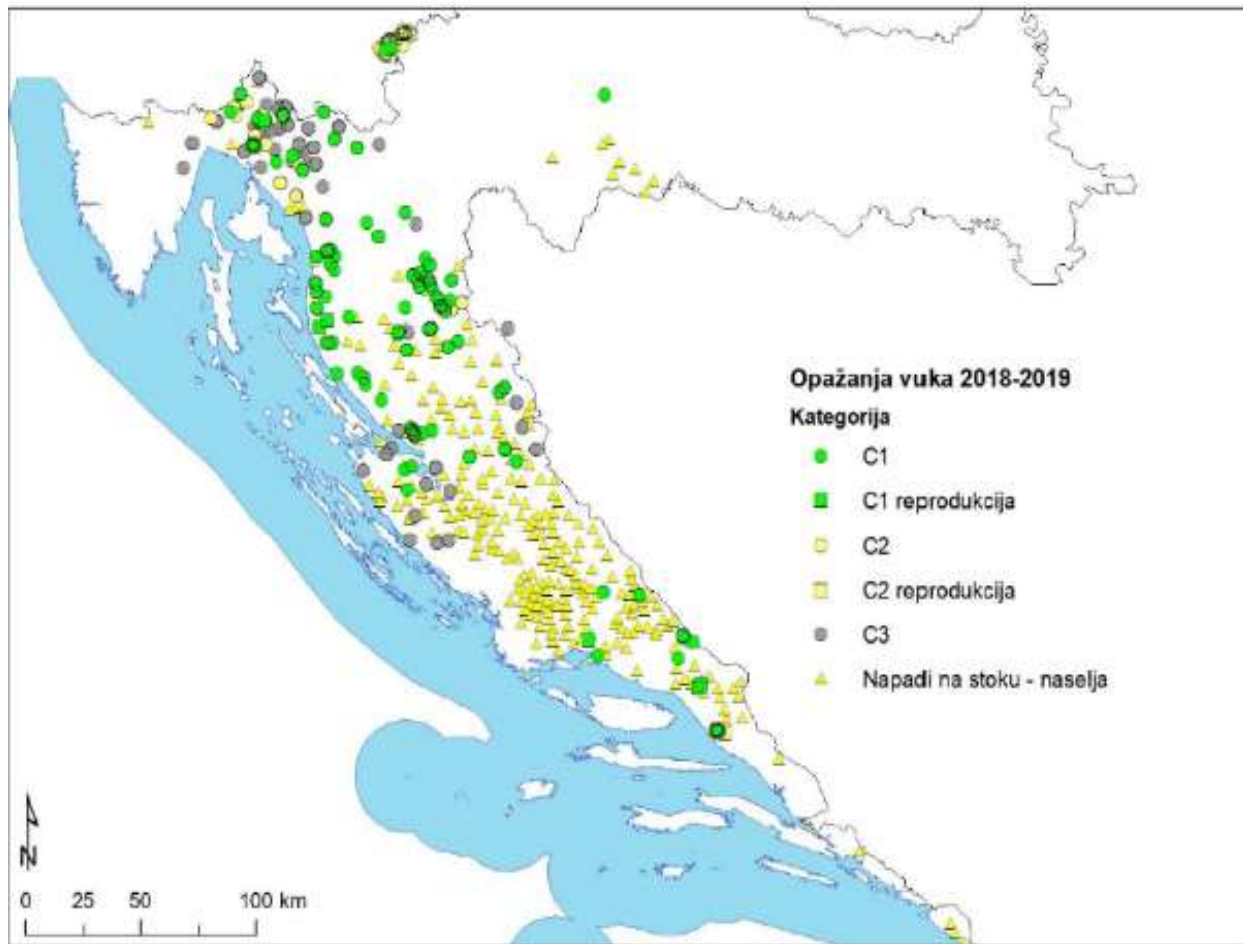 Opažanja vuka 2018-2019
Kategorija
C1
C1 reprodukcija
C2
C2 reprodukcija
C3
Napadi na stoku - naselja
N
0 25 50 100 km